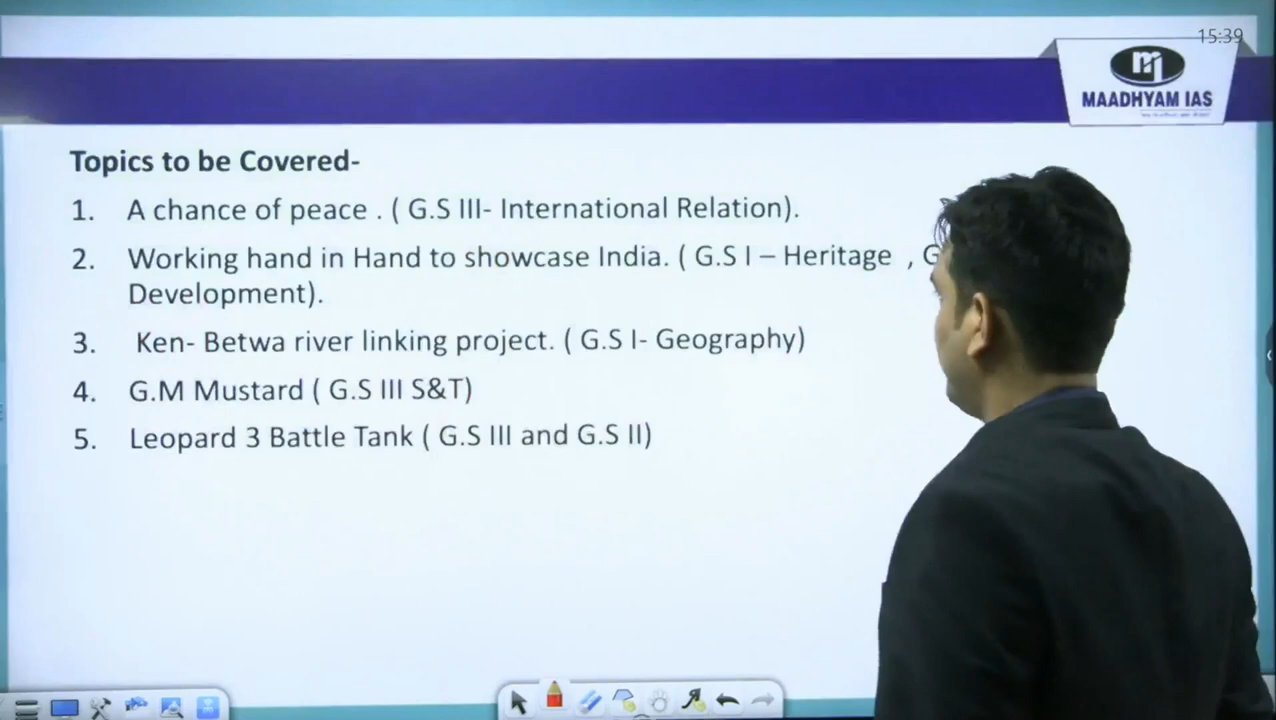 15:39
MAADHYAM IAS
Topics to be Covered-
1. A chance of peace . ( G.S III- International Relation).
2. Working hand in Hand to showcase India. ( G.S I – Heritage , G
Development).
3. Ken- Betwa river linking project. ( G.S I- Geography)
4. G.M Mustard ( G.S III S&T)
5. Leopard 3 Battle Tank ( G.S III and G.S II)